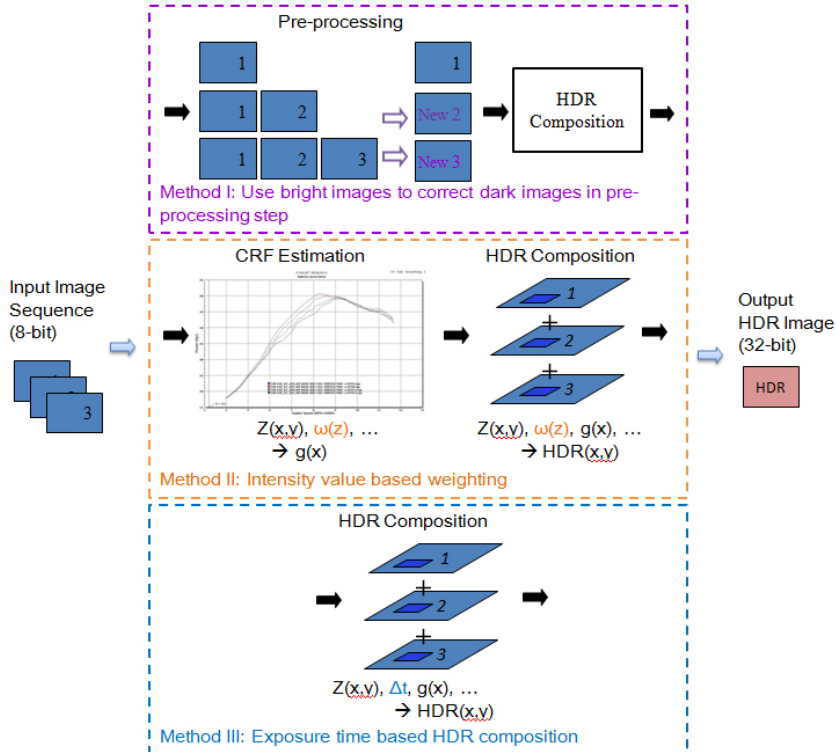 Pre-processing
1
1
1 2
New 2
HDR
Composition
1 2 3
New 3
Method I: Use bright images to correct dark images in pre-
processing step
Input Image
Sequence
(8-bit)
3
CRF Estimation
Z(x,y), ω(z), …
→ g(x)
HDR Composition
1
+
2
+
3
Z(x,y), ω(z), g(x), …
→ HDR(x,y)
Method II: Intensity value based weighting
Output
HDR Image
(32-bit)
HDR
HDR Composition
1
+
2
+
3
Z(x,y), Δt, g(x), …
→ HDR(x,y)
Method III: Exposure time based HDR composition